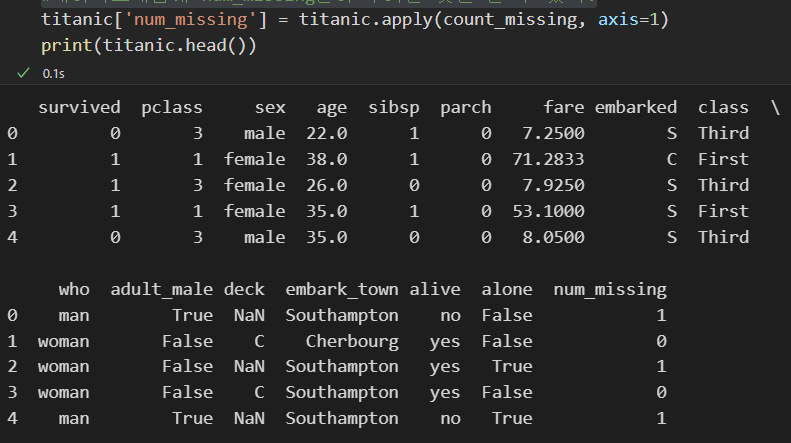 titanic['num_missing'] = titanic.apply(count_missing, axis=1)
print(titanic.head())
✓ 0.1s
survived pclass sex age sibsp parch fare embarked class \
0 0 3 male 22.0 1 0 7.2500 S Third
1 1 1 female 38.0 1 0 71.2833 C First
2 1 3 female 26.0 0 0 7.9250 S Third
3 1 1 female 35.0 1 0 53.1000 S First
4 0 3 male 35.0 0 0 8.0500 S Third
who adult_male deck embark_town alive alone num_missing
0 man True NaN Southampton no False 1
1 woman False C Cherbourg yes False 0
2 woman False NaN Southampton yes True 1
3 woman False C Southampton yes False 0
4 man True NaN Southampton no True 1